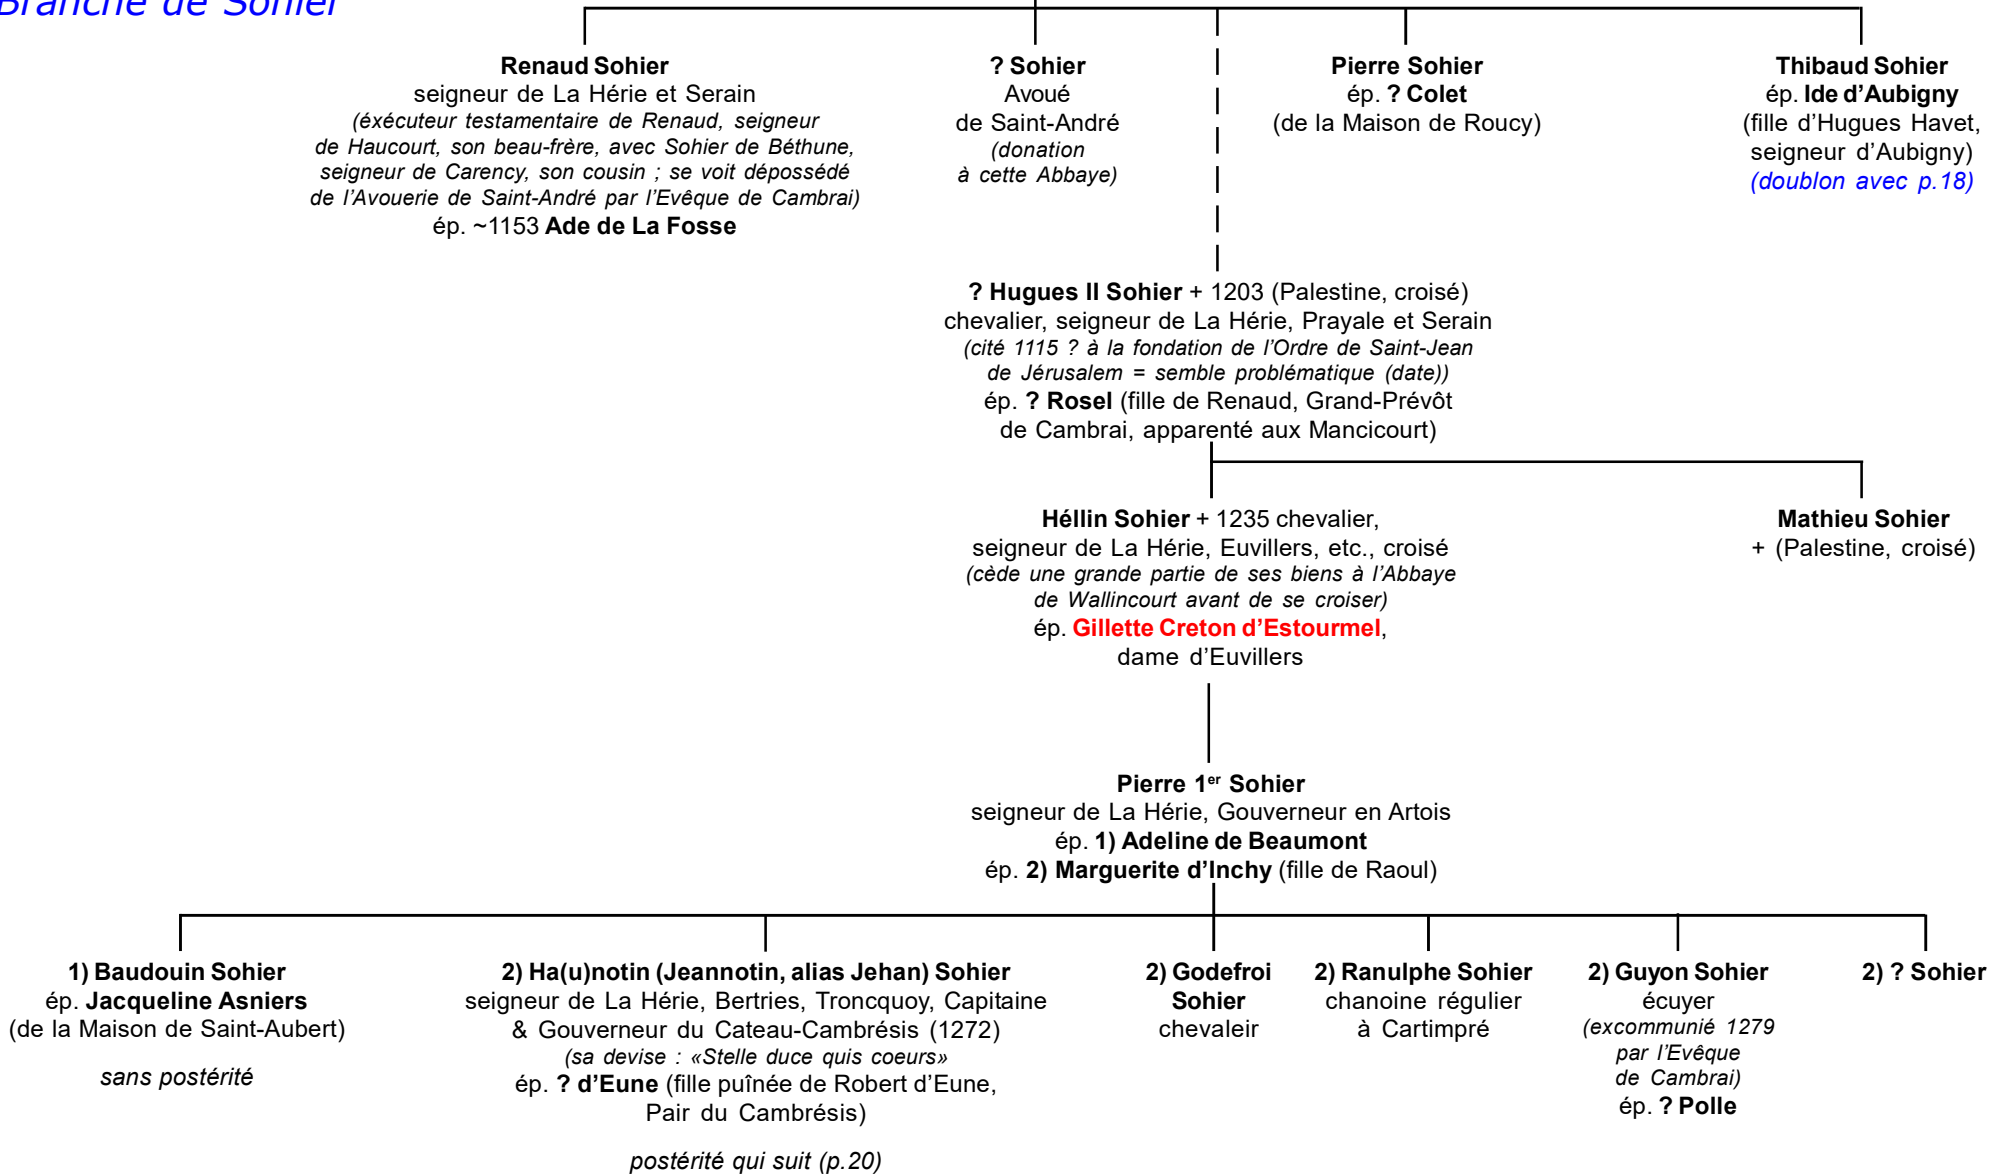 Branche de Sohier
Renaud Sohier
seigneur de La Hérie et Serain
(éxécuteur testamentaire de Renaud, seigneur
de Haucourt, son beau-frère, avec Sohier de Béthune,
seigneur de Carency, son cousin ; se voit dépossédé
de l'Avouerie de Saint-André par l'Evêque de Cambrai)
ép. ~1153 Ade de La Fosse
? Sohier
Avoué
de Saint-André
(donation
à cette Abbaye)
Pierre Sohier
ép. ? Colet
(de la Maison de Roucy)
Thibaud Sohier
ép. Ide d'Aubigny
(fille d'Hugues Havet,
seigneur d'Aubigny)
(doublon avec p.18)
? Hugues II Sohier + 1203 (Palestine, croisé)
chevalier, seigneur de La Hérie, Prayale et Serain
(cité 1115 ? à la fondation de l'Ordre de Saint-Jean
de Jérusalem = semble problématique (date))
ép. ? Rosel (fille de Renaud, Grand-Prévôt
de Cambrai, apparenté aux Mancicourt)
Héllin Sohier + 1235 chevalier,
seigneur de La Hérie, Euvillers, etc., croisé
(cède une grande partie de ses biens à l'Abbaye
de Wallincourt avant de se croiser)
ép. Gillette Creton d'Estourmel,
dame d'Euvillers
Mathieu Sohier
+ (Palestine, croisé)
Pierre 1er Sohier
seigneur de La Hérie, Gouverneur en Artois
ép. 1) Adeline de Beaumont
ép. 2) Marguerite d'Inchy (fille de Raoul)
1) Baudouin Sohier
ép. Jacqueline Asniers
(de la Maison de Saint-Aubert)
sans postérité
2) Ha(u)notin (Jeannotin, alias Jehan) Sohier
seigneur de La Hérie, Bertries, Troncquoy, Capitaine
& Gouverneur du Cateau-Cambrésis (1272)
(sa devise : «Stelle duce quis coeurs»
ép. ? d'Eune (fille puînée de Robert d'Eune,
Pair du Cambrésis)
postérité qui suit (p.20)
2) Godefroi
Sohier
chevaleir
2) Ranulphe Sohier
chanoine régulier
à Cartimpré
2) Guyon Sohier
écuyer
(excommunié 1279
par l'Evêque
de Cambrai)
ép. ? Polle
2) ? Sohier